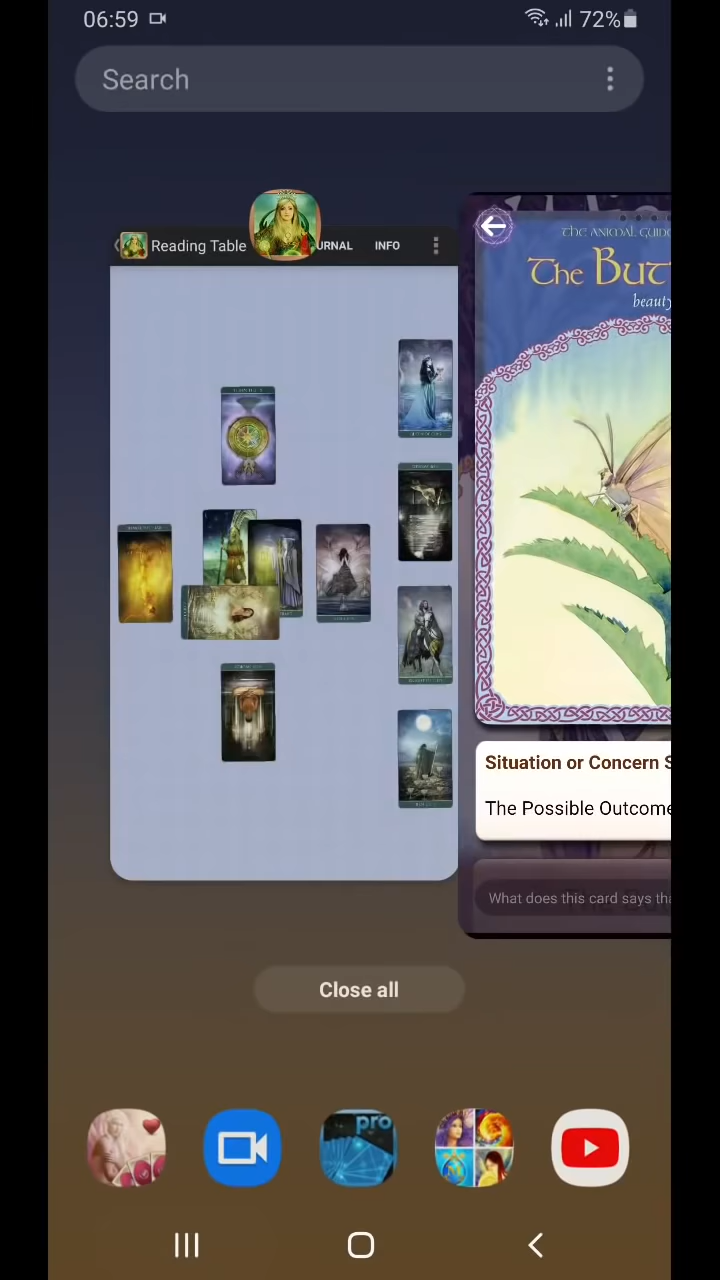 06:59
72%
Search
Reading Table
URNAL
INFO
THE ANIMAL GUID
The But
beauty
Situation or Concern S
The Possible Outcome
What does this card says tha
Close all
pro